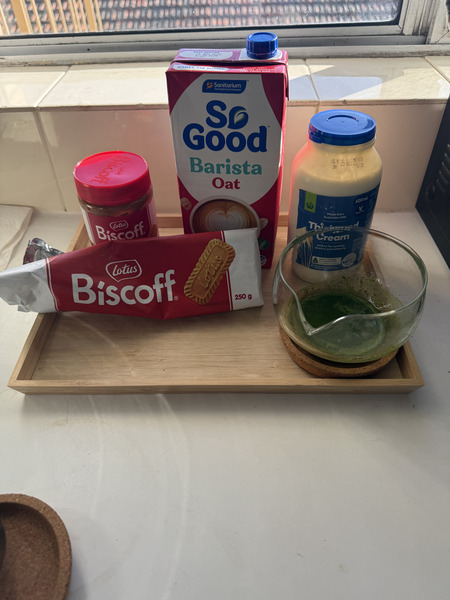 Sanitarium
So
Good
Barista
Oat
Lotus
Biscoff
Thickened
Cream
Lotus
Biscoff
250 g